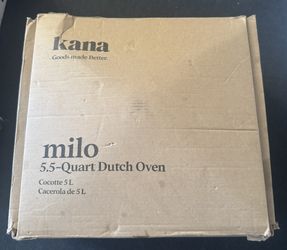 kana
Goods made Better.
milo
5.5-Quart Dutch Oven
Cocotte 5 L
Cacerola de 5 L